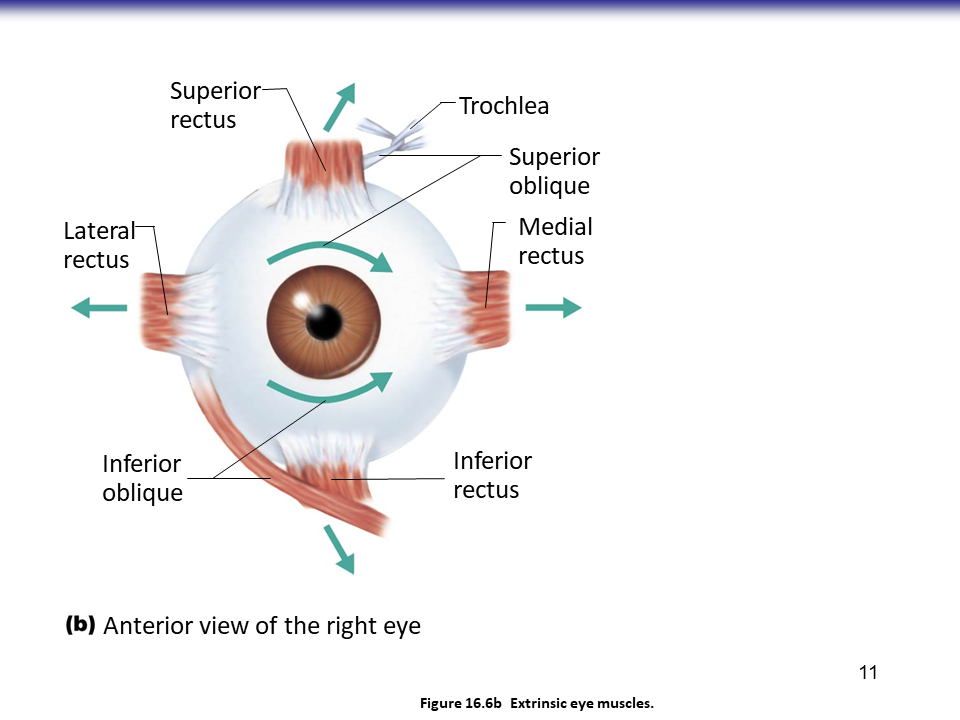 Superior
rectus
Trochlea
Superior
oblique
Lateral
rectus
Medial
rectus
Inferior
oblique
Inferior
rectus
(b) Anterior view of the right eye
11
Figure 16.6b Extrinsic eye muscles.